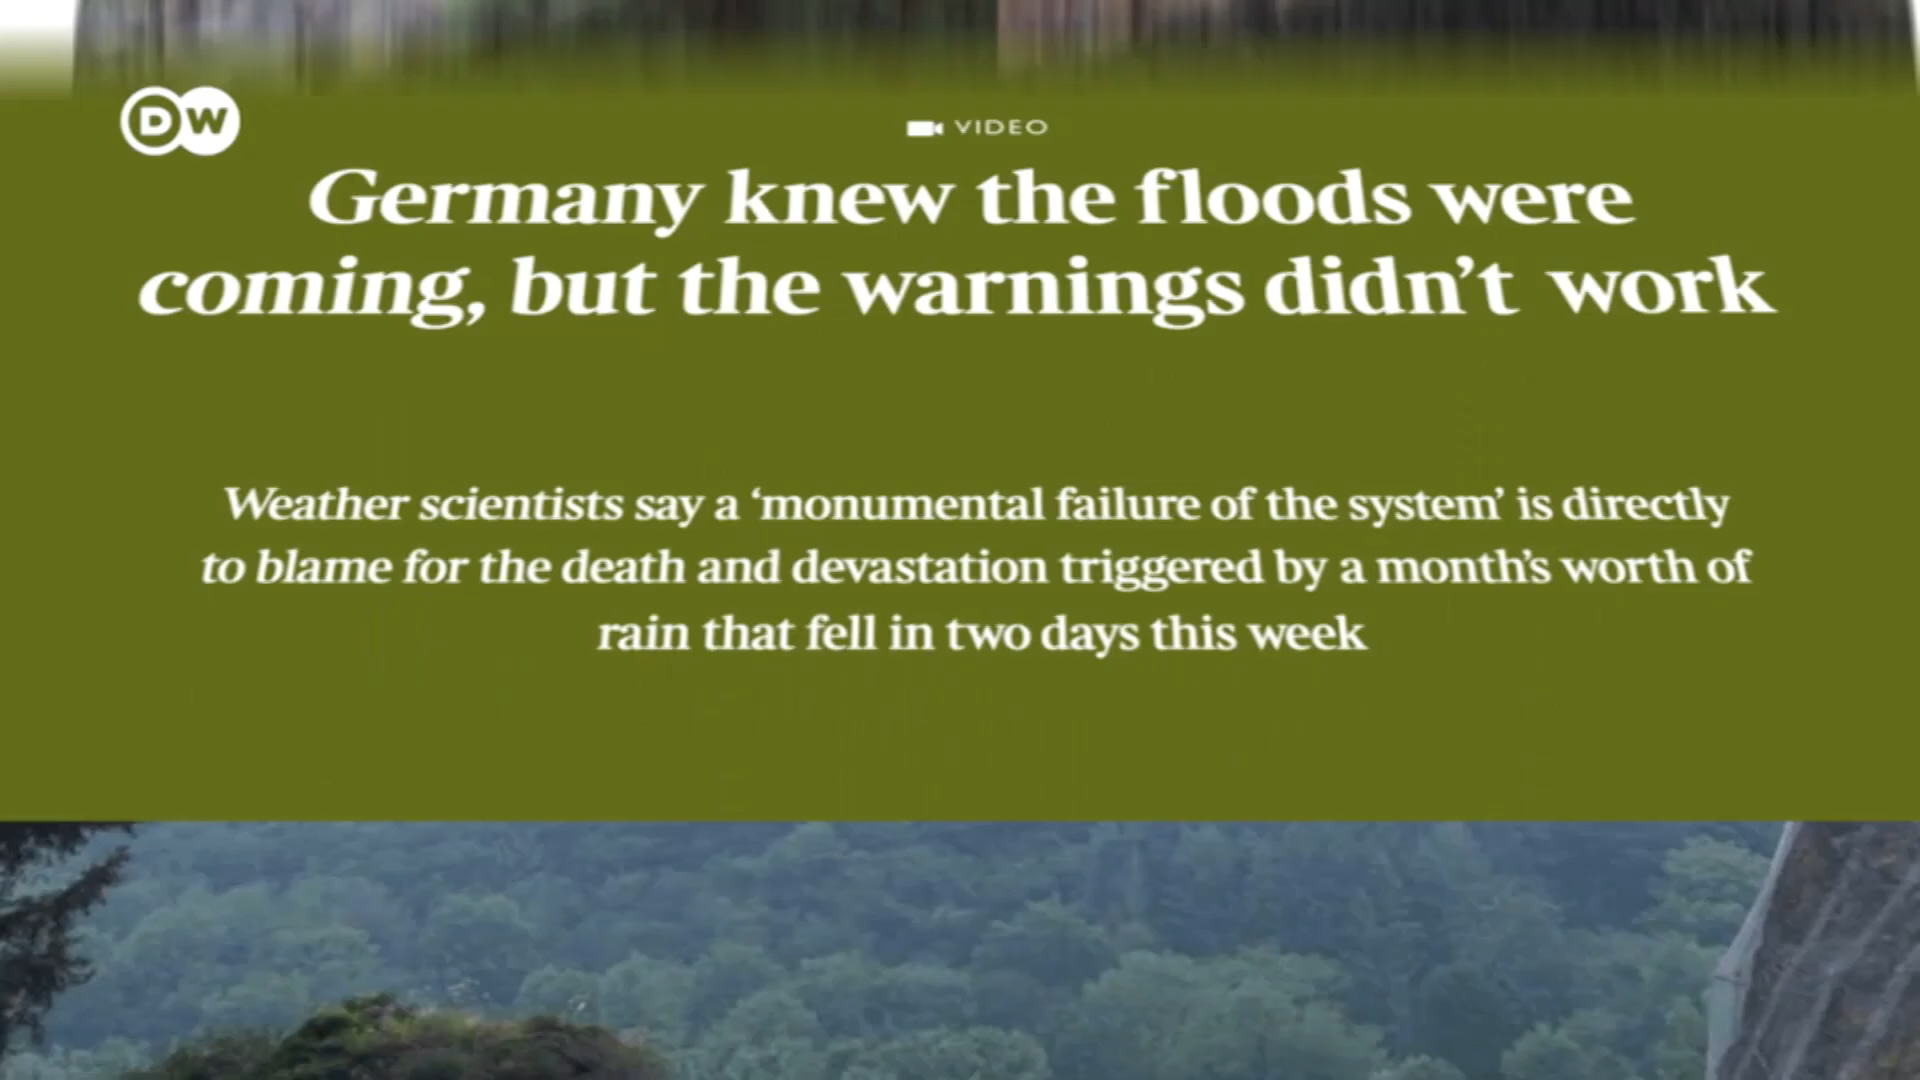 DW
VIDEO
Germany knew the floods were
coming, but the warnings didn’t work
Weather scientists say a ‘monumental failure of the system’ is directly
to blame for the death and devastation triggered by a month’s worth of
rain that fell in two days this week